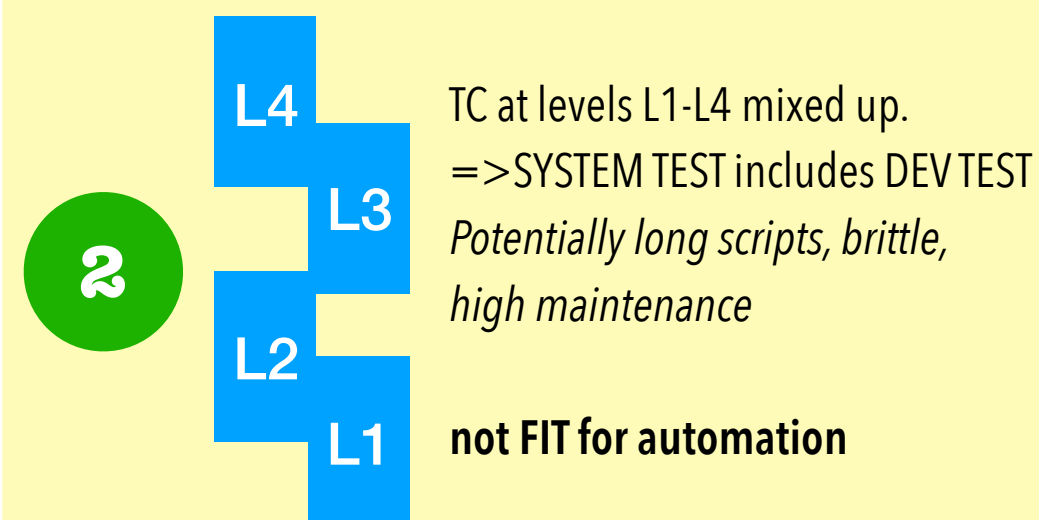 2
L4
L3
L2
L1
TC at levels L1-L4 mixed up.
=>SYSTEM TEST includes DEV TEST
Potentially long scripts, brittle,
high maintenance
not FIT for automation